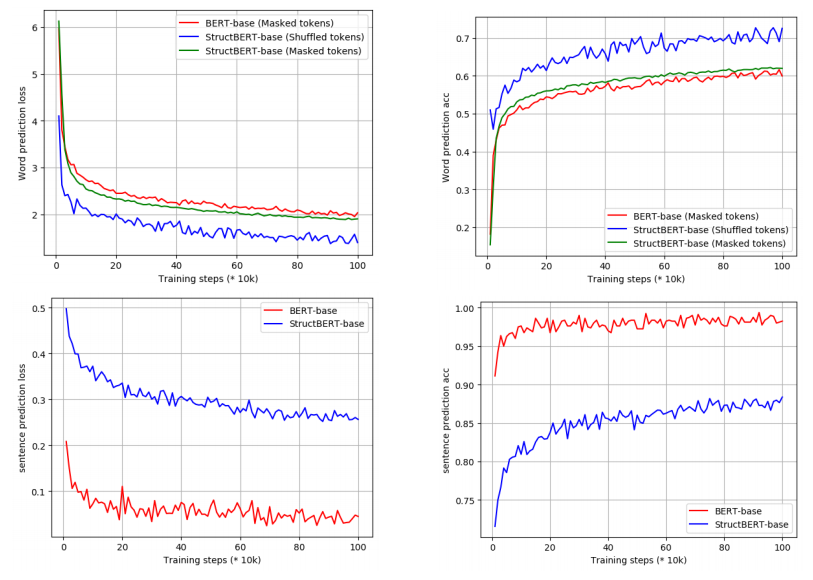 6
5
4
3
2
0
20
40
60
80
100
Word prediction loss
Training steps (* 10k)
BERT-base (Masked tokens)
StructBERT-base (Shuffled tokens)
StructBERT-base (Masked tokens)
0.7
0.6
0.5
0.4
0.3
0.2
0
20
40
60
80
100
Word prediction acc
Training steps (* 10k)
BERT-base (Masked tokens)
StructBERT-base (Shuffled tokens)
StructBERT-base (Masked tokens)
0.5
0.4
0.3
0.2
0.1
0
20
40
60
80
100
sentence prediction loss
Training steps (* 10k)
BERT-base
StructBERT-base
1.00
0.95
0.90
0.85
0.80
0.75
0
20
40
60
80
100
sentence prediction acc
Training steps (* 10k)
BERT-base
StructBERT-base